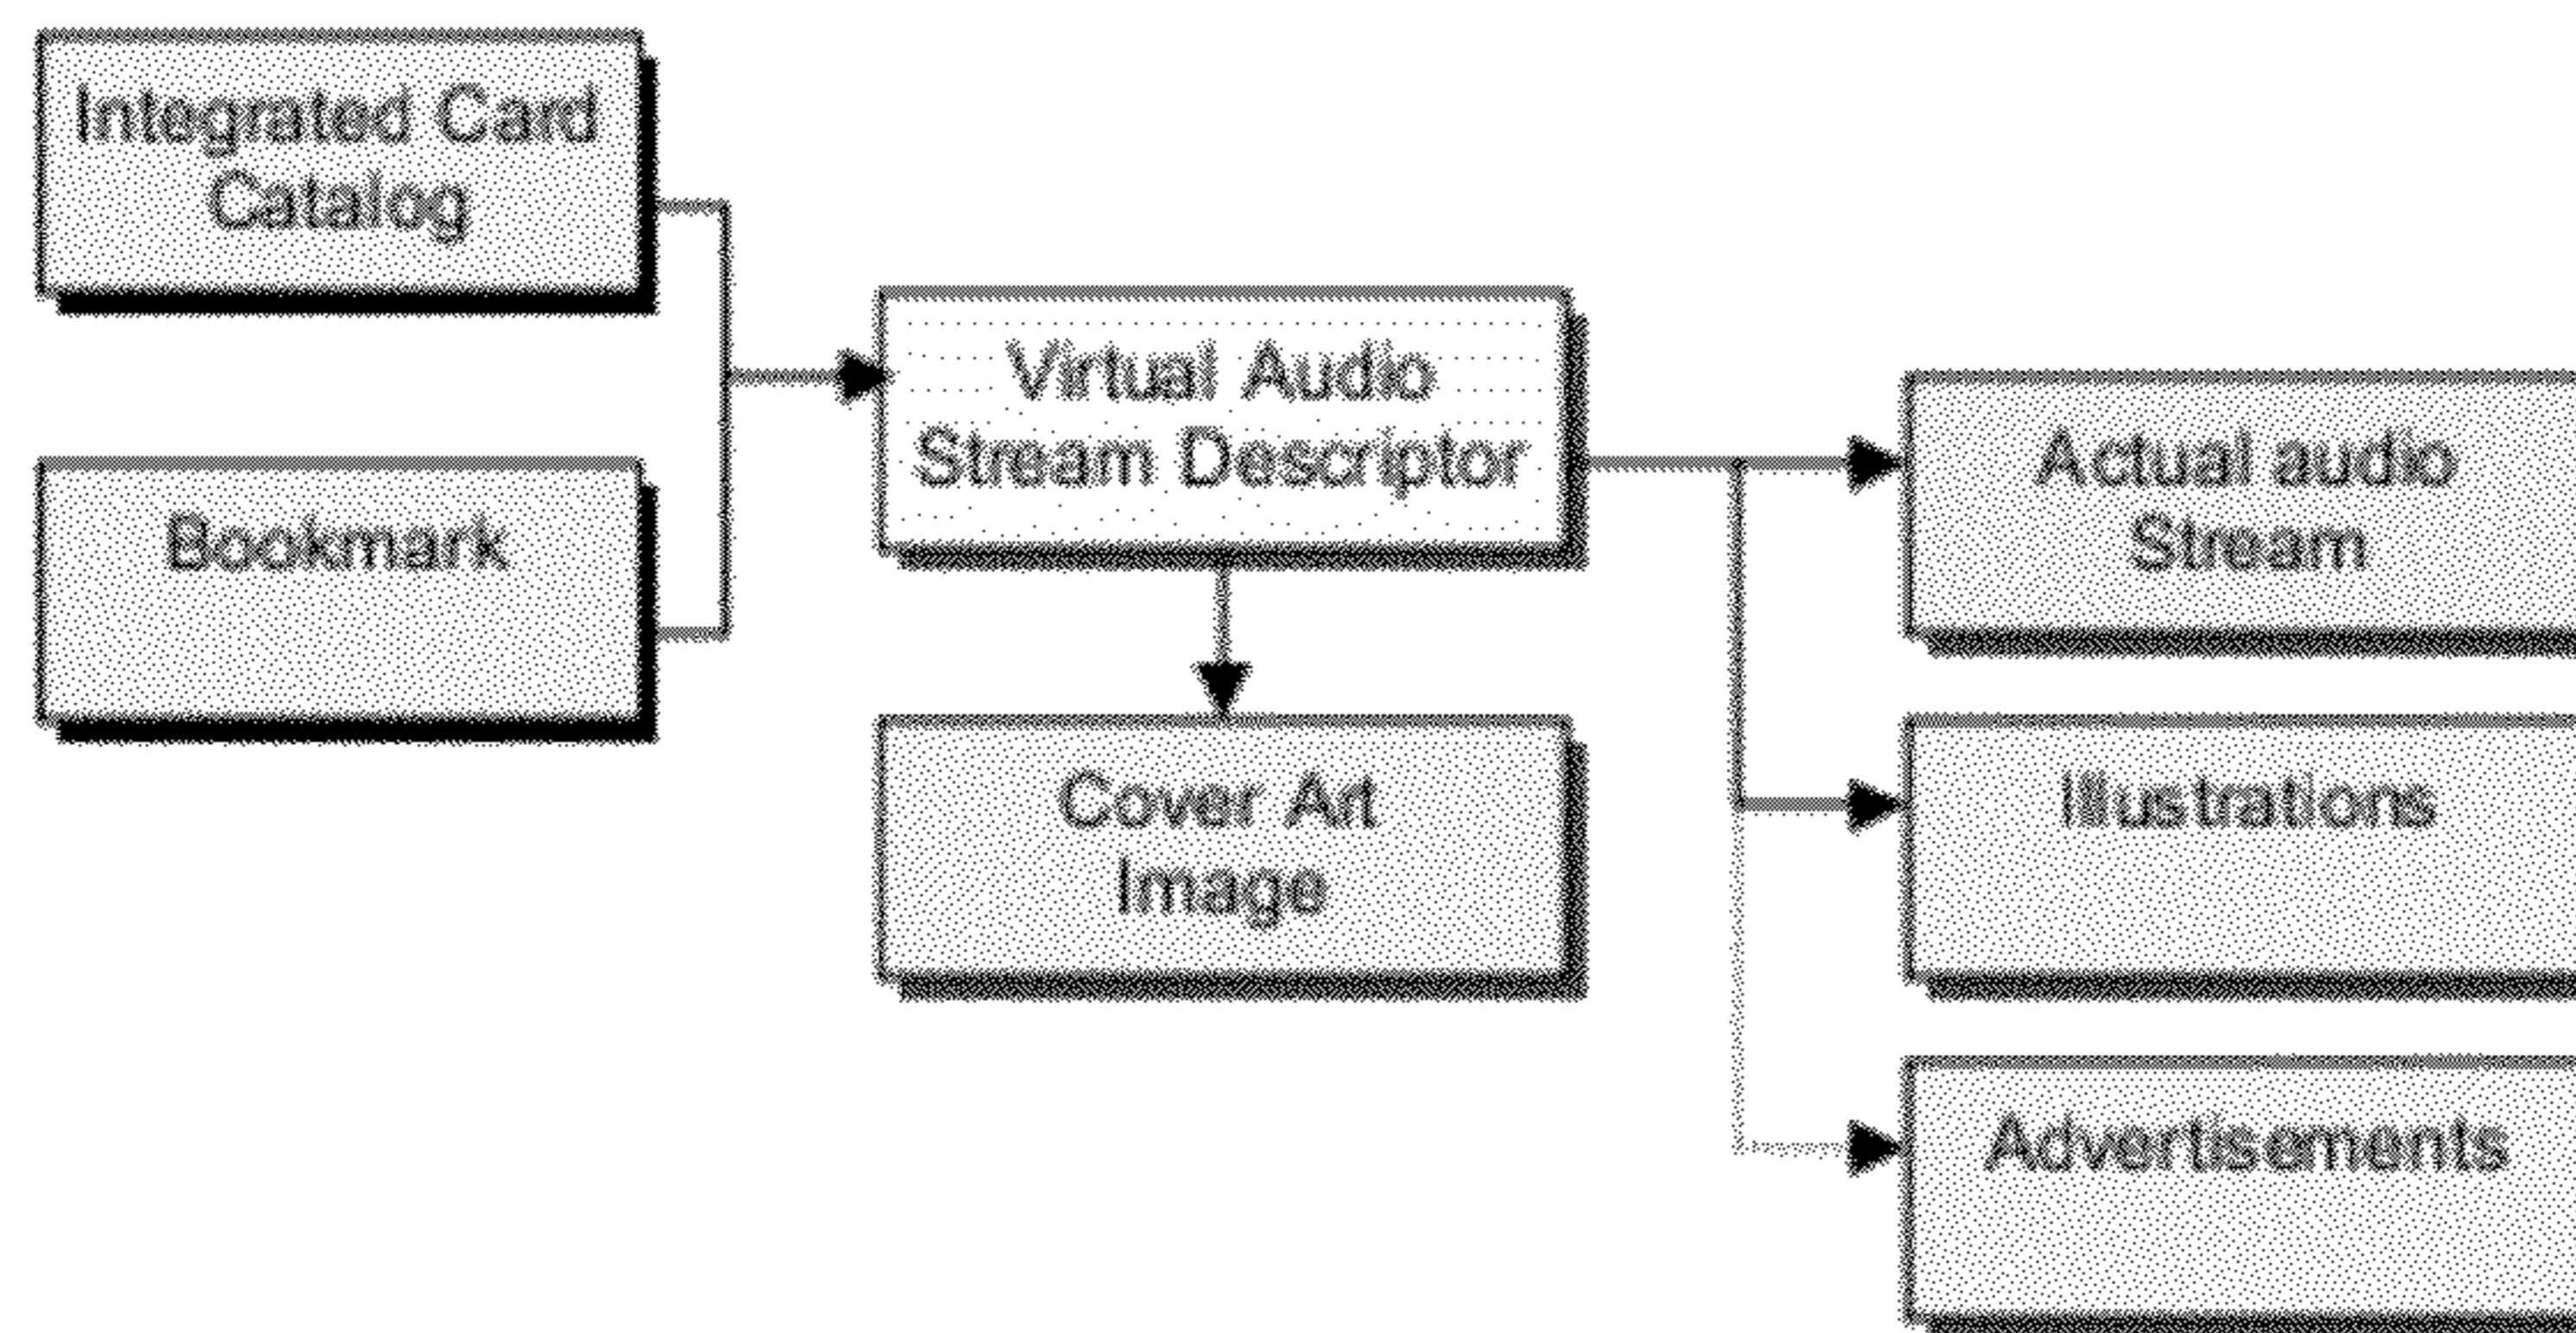 Integrated Card
Catalog
Bookmark
Virtual Audio
Stream Descriptor
Cover Art
Image
Actual audio
Stream
Illustrations
Advertisements